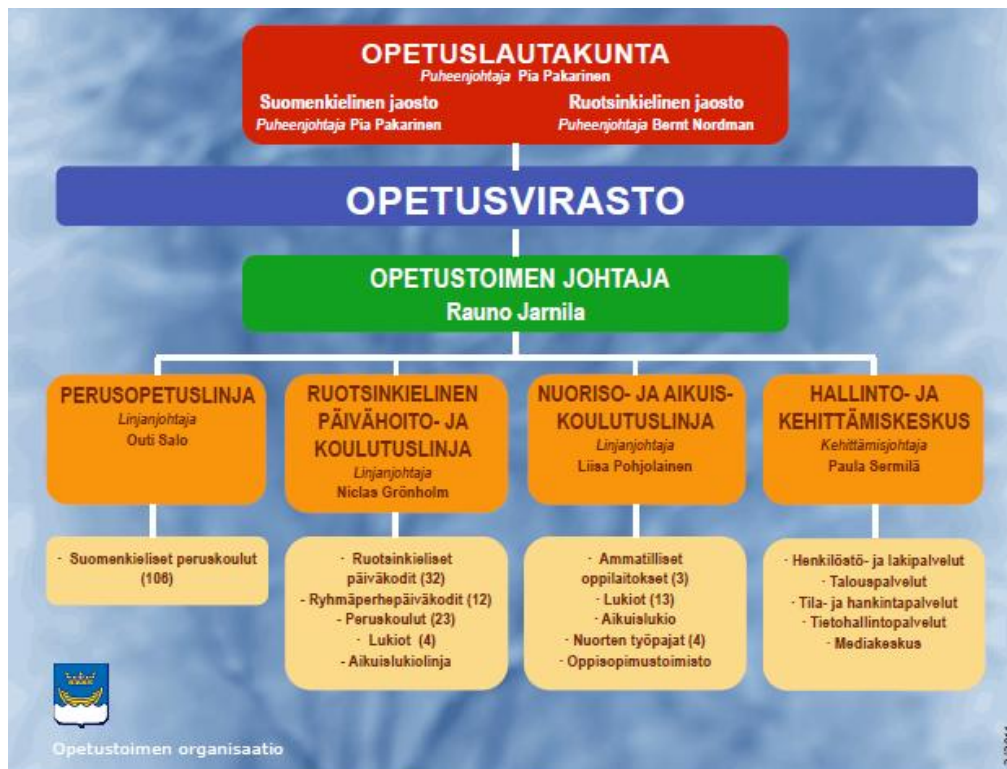 OPETUSLAUTAKUNTA
Puheenjohtaja Pia Pakarinen
Suomenkielinen jaosto
Puheenjohtaja Pia Pakarinen
Ruotsinkielinen jaosto
Puheenjohtaja Bernt Nordman
OPETUSVIRASTO
OPETUSTOIMEN JOHTAJA
Rauno Jarnila
PERUSOPETUSLINJA
Linjanjohtaja
Outi Salo
- Suomenkieliset peruskoulut
(106)
RUOTSINKIELINEN
PÄIVÄHOITO- JA
KOULUTUSLINJA
Linjanjohtaja
Niclas Grönholm
- Ruotsinkieliset
päiväkodit (32)
- Ryhmäperhepäiväkodit (12)
- Peruskoulut (23)
- Lukiot (4)
- Aikuislukiolinja
NUORISO- JA AIKUIS-
KOULUTUSLINJA
Linjanjohtaja
Liisa Pohjolainen
- Ammatilliset
oppilaitokset (3)
- Lukiot (13)
- Aikuislukio
- Nuorten työpajat (4)
- Oppisopimustoimisto
HALLINTO- JA
KEHITTÄMISKESKUS
Kehittämisjohtaja
Paula Sermilä
- Henkilöstö- ja lakipalvelut
- Talouspalvelut
- Tila- ja hankintapalvelut
- Tietohallintopalvelut
- Mediakeskus
Opetustoimen organisaatio